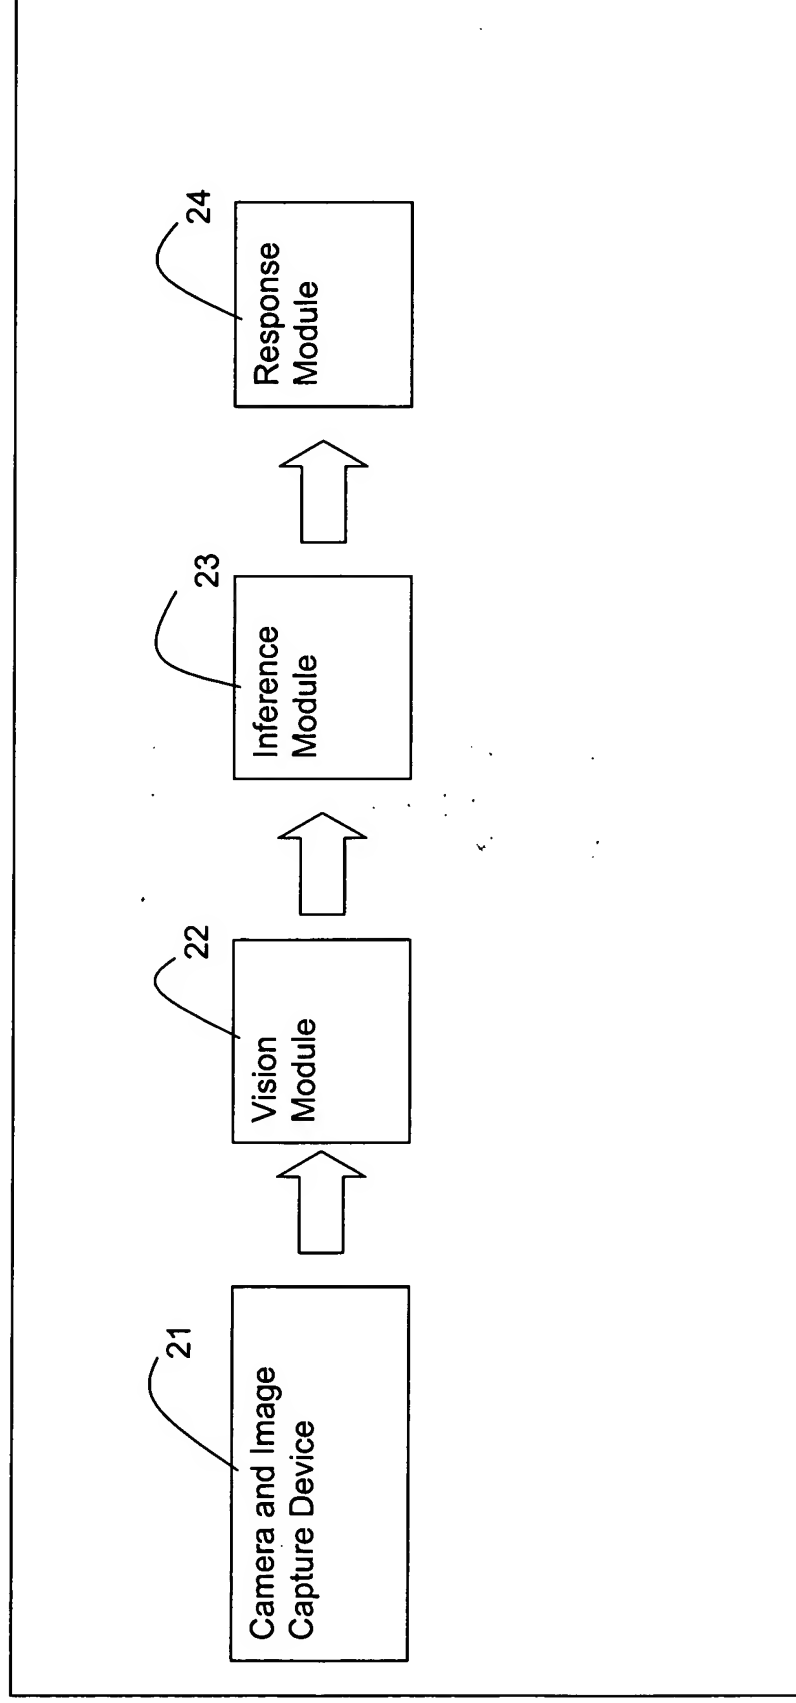 21
Camera and Image
Capture Device
22
Vision
Module
23
Inference
Module
24
Response
Module